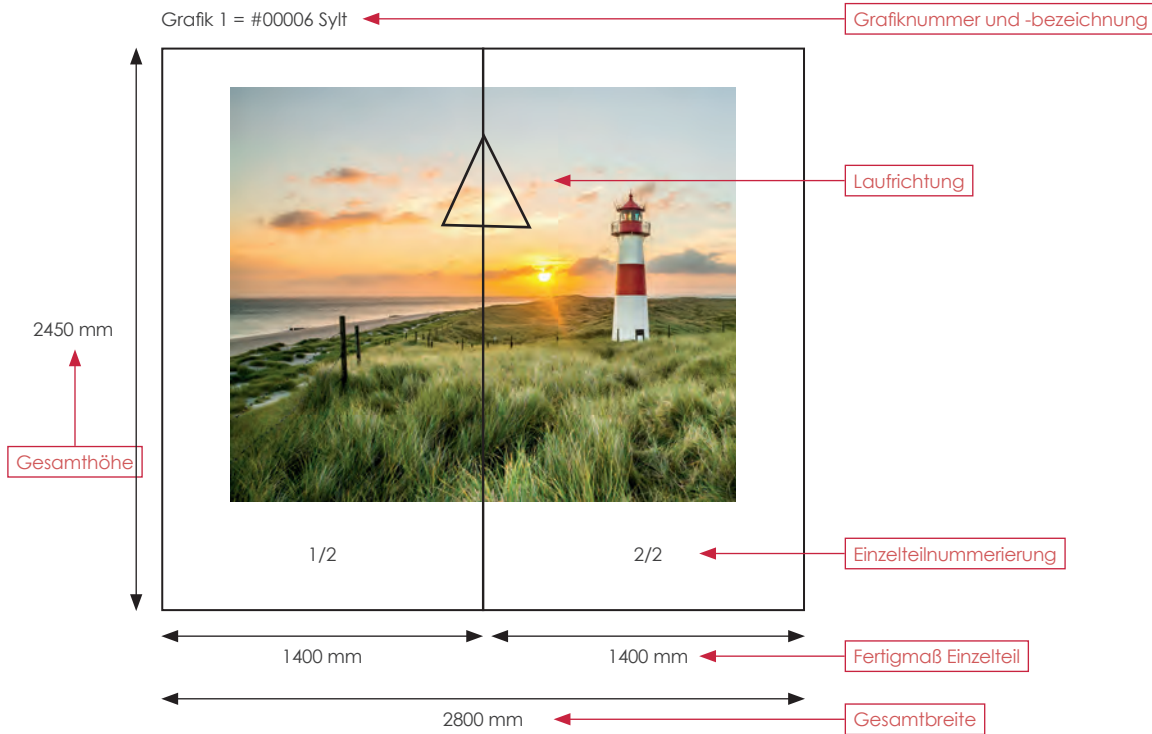 Grafik 1 = #00006 Sylt
Grafiknummer und -bezeichnung
Laufrichtung
2450 mm
Gesamthöhe
1/2
2/2
Einzelteilnummerierung
1400 mm
1400 mm
Fertigmaß Einzelteil
2800 mm
Gesamtbreite